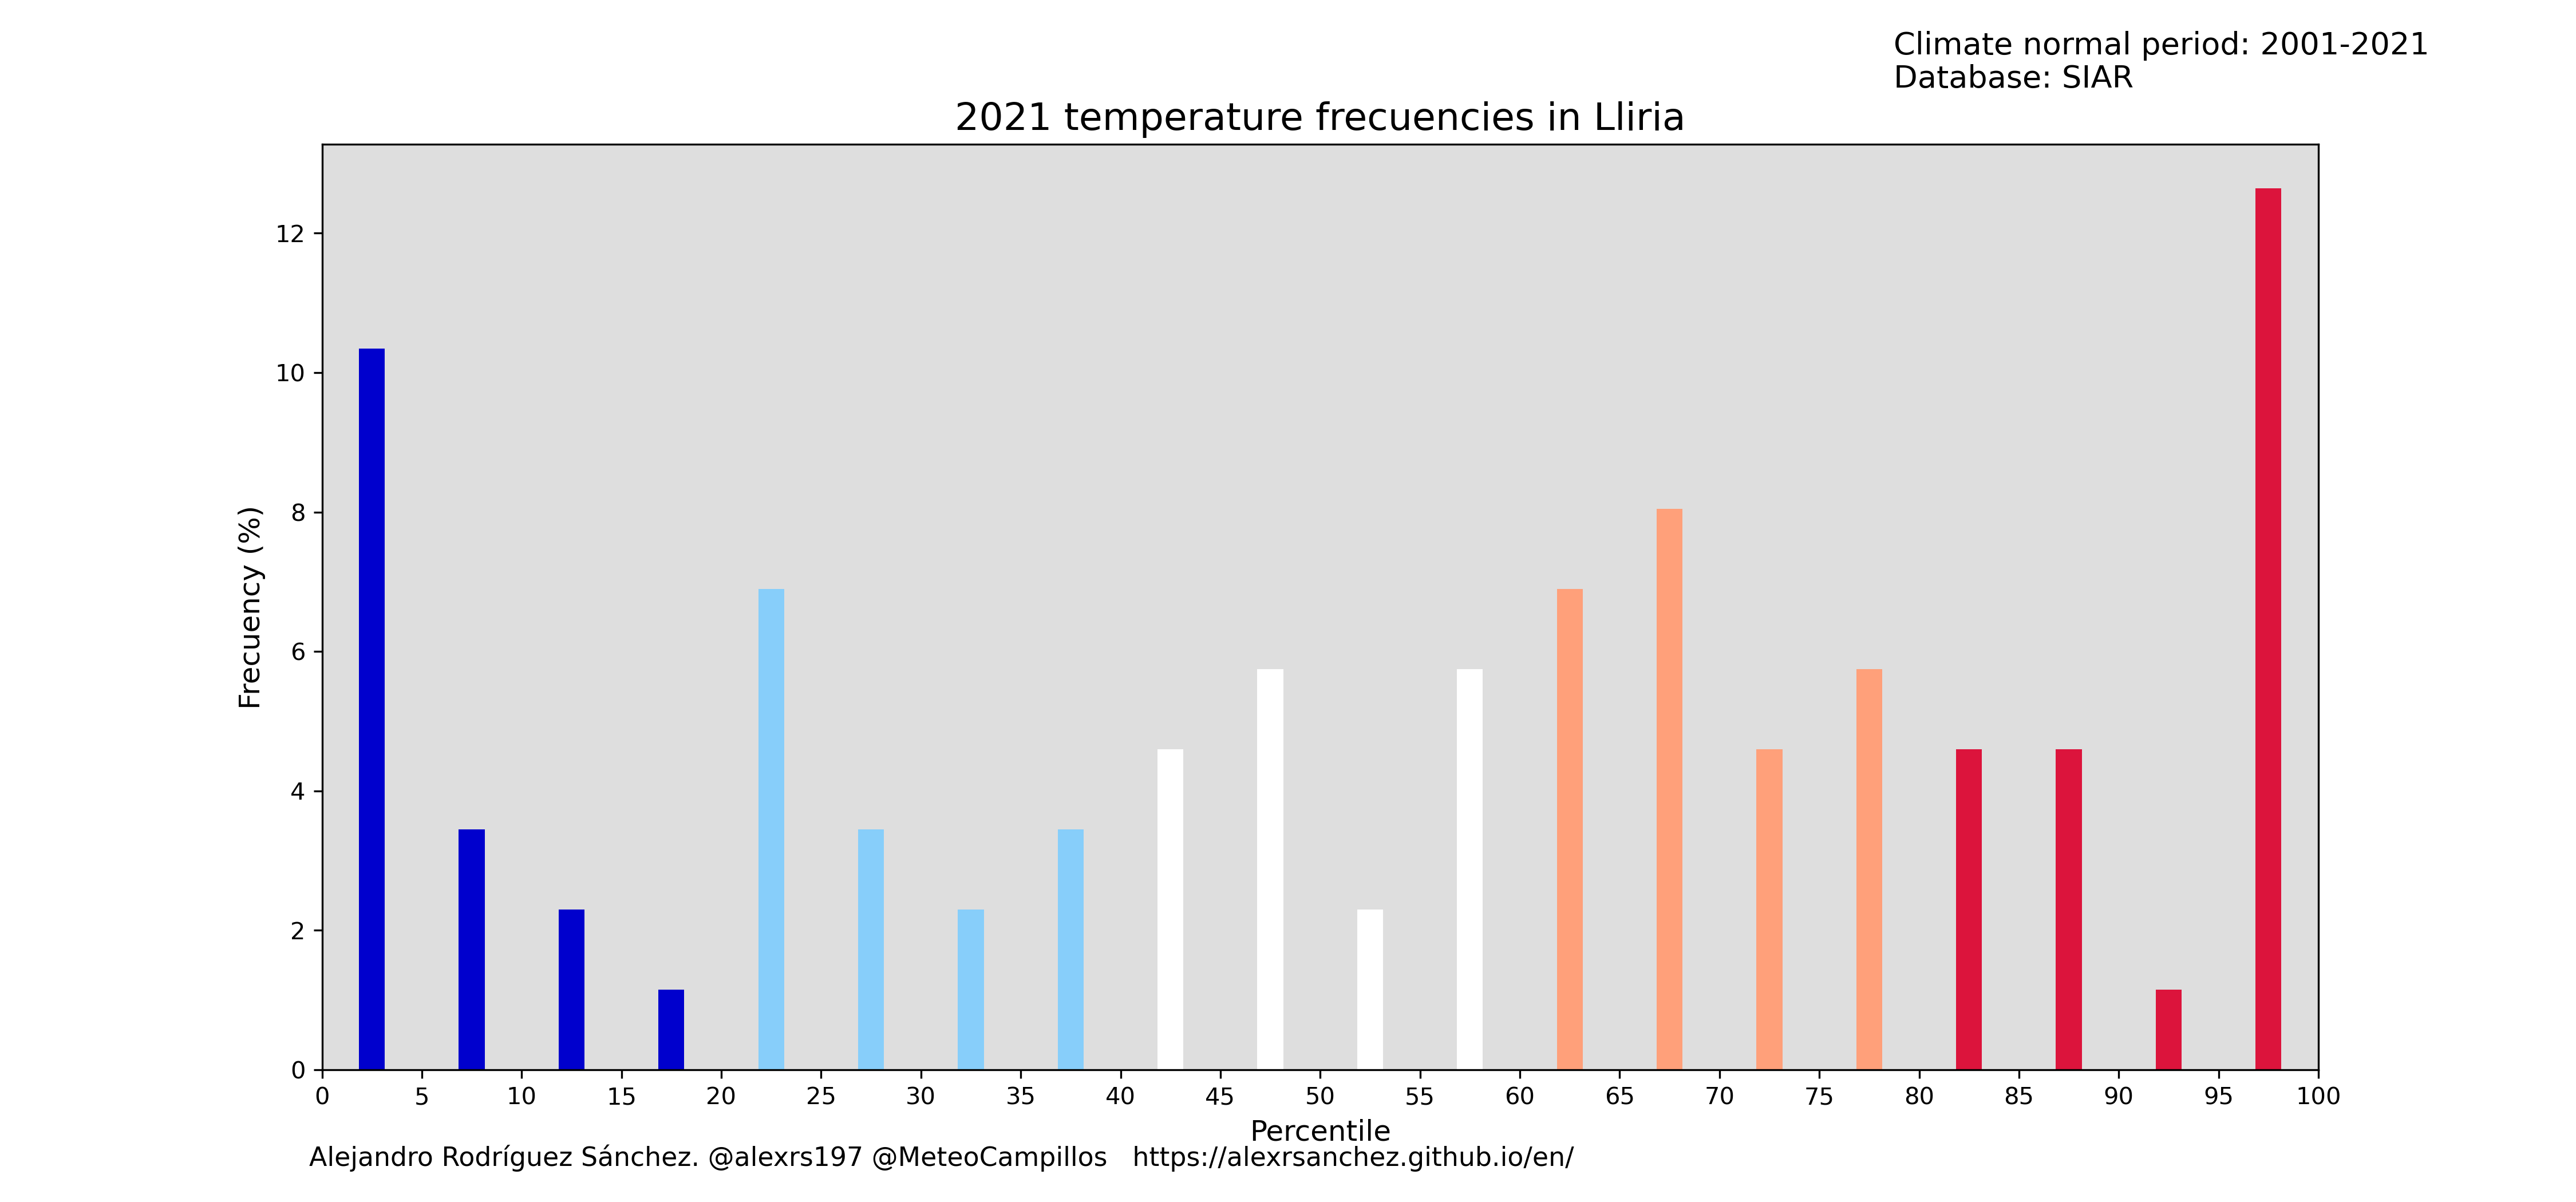 Climate normal period: 2001-2021
Database: SIAR
2021 temperature frecuencies in Lliria
Frecuency (%)
12
10
8
6
4
2
0
0 5 10 15 20 25 30 35 40 45 50 55 60 65 70 75 80 85 90 95 100
Percentile
Alejandro Rodríguez Sánchez. @alexrs197 @MeteoCampillos https://alexrsanchez.github.io/en/